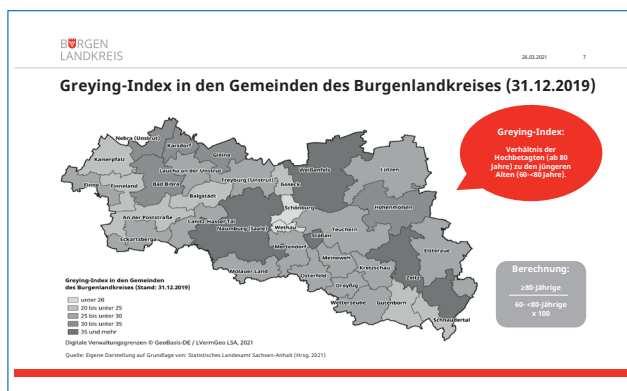 BURGEN
LANDKREIS
26.03.2021
7
Greying-Index in den Gemeinden des Burgenlandkreises (31.12.2019)
Greying-Index:
Verhältnis der
Hochbetagten (ab 80
Jahre) zu den jüngeren
Alten (60-<80 Jahre).
Nebra (Unstrut)
Karsdorf
Gleina
Kaiserpfalz
Weißenfels
Lützen
Laucha an der Unstrut
Finne
Finneland
Bad Bibra
Freyburg (Unstrut)
Goseck
Balgstädt
Schönburg
Hohenmölsen
An der Poststraße
Lanitz-Hassel-Tal
Naumburg (Saale)
Wethau
Stößen
Teuchern
Eckartsberga
Mertendorf
Elsteraue
Meineweh
Molauer Land
Osterfeld
Kretzschau
Zeitz
Droyßig
Wetterzeube
Gutenborn
Schnaudertal
Greying-Index in den Gemeinden
des Burgenlandkreises (Stand: 31.12.2019)
unter 20
20 bis unter 25
25 bis unter 30
30 bis unter 35
35 und mehr
Berechnung:
≥80-Jährige
60- <80-Jährige
x 100
Digitale Verwaltungsgrenzen © GeoBasis-DE / LVermGeo LSA, 2021
Quelle: Eigene Darstellung auf Grundlage von: Statistisches Landesamt Sachsen-Anhalt (Hrsg. 2021)